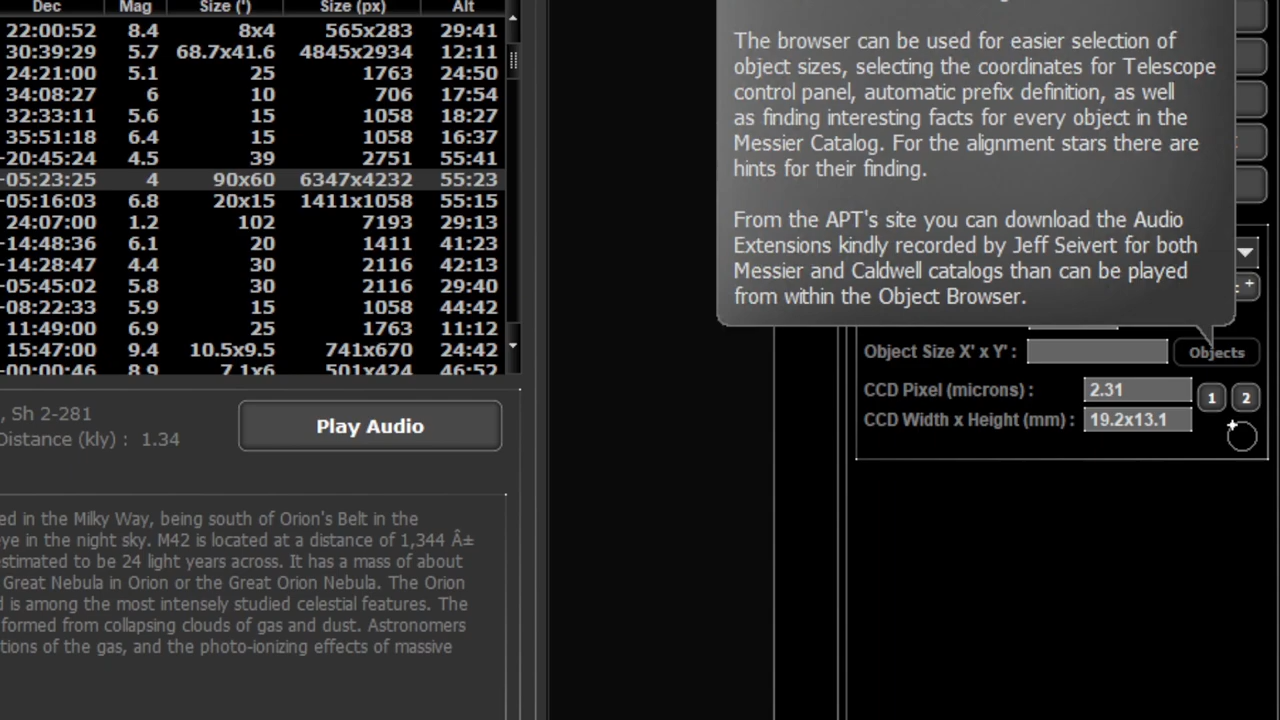 Dec Mag Size (') Size (px) Alt
22:00:52 8.4 8x4 565x283 29:41
30:39:29 5.7 68.7x41.6 4845x2934 12:11
24:21:00 5.1 25 1763 24:50
34:08:27 6 10 706 17:54
32:33:11 5.6 15 1058 18:27
35:51:18 6.4 15 1058 16:37
-20:45:24 4.5 39 2751 55:41
-05:23:25 4 90x60 6347x4232 55:23
-05:16:03 6.8 20x15 1411x1058 55:15
24:07:00 1.2 102 7193 29:13
-14:48:36 6.1 20 1411 41:23
-14:28:47 4.4 30 2116 42:13
-05:45:02 5.8 30 2116 29:40
-08:22:33 5.9 15 1058 44:42
11:49:00 6.9 25 1763 11:12
15:47:00 9.4 10.5x9.5 741x670 24:42
-00:00:46 8.9 7.1x6 501x424 46:52
, Sh 2-281
Distance (kly) : 1.34
Play Audio
ed in the Milky Way, being south of Orion's Belt in the
eye in the night sky. M42 is located at a distance of 1,344 Â±
estimated to be 24 light years across. It has a mass of about
Great Nebula in Orion or the Great Orion Nebula. The Orion
d is among the most intensely studied celestial features. The
formed from collapsing clouds of gas and dust. Astronomers
tions of the gas, and the photo-ionizing effects of massive
The browser can be used for easier selection of
object sizes, selecting the coordinates for Telescope
control panel, automatic prefix definition, as well
as finding interesting facts for every object in the
Messier Catalog. For the alignment stars there are
hints for their finding.
From the APT's site you can download the Audio
Extensions kindly recorded by Jeff Seivert for both
Messier and Caldwell catalogs than can be played
from within the Object Browser.
: +
Object Size X' x Y' : Objects
CCD Pixel (microns) : 2.31 1 2
CCD Width x Height (mm) : 19.2x13.1